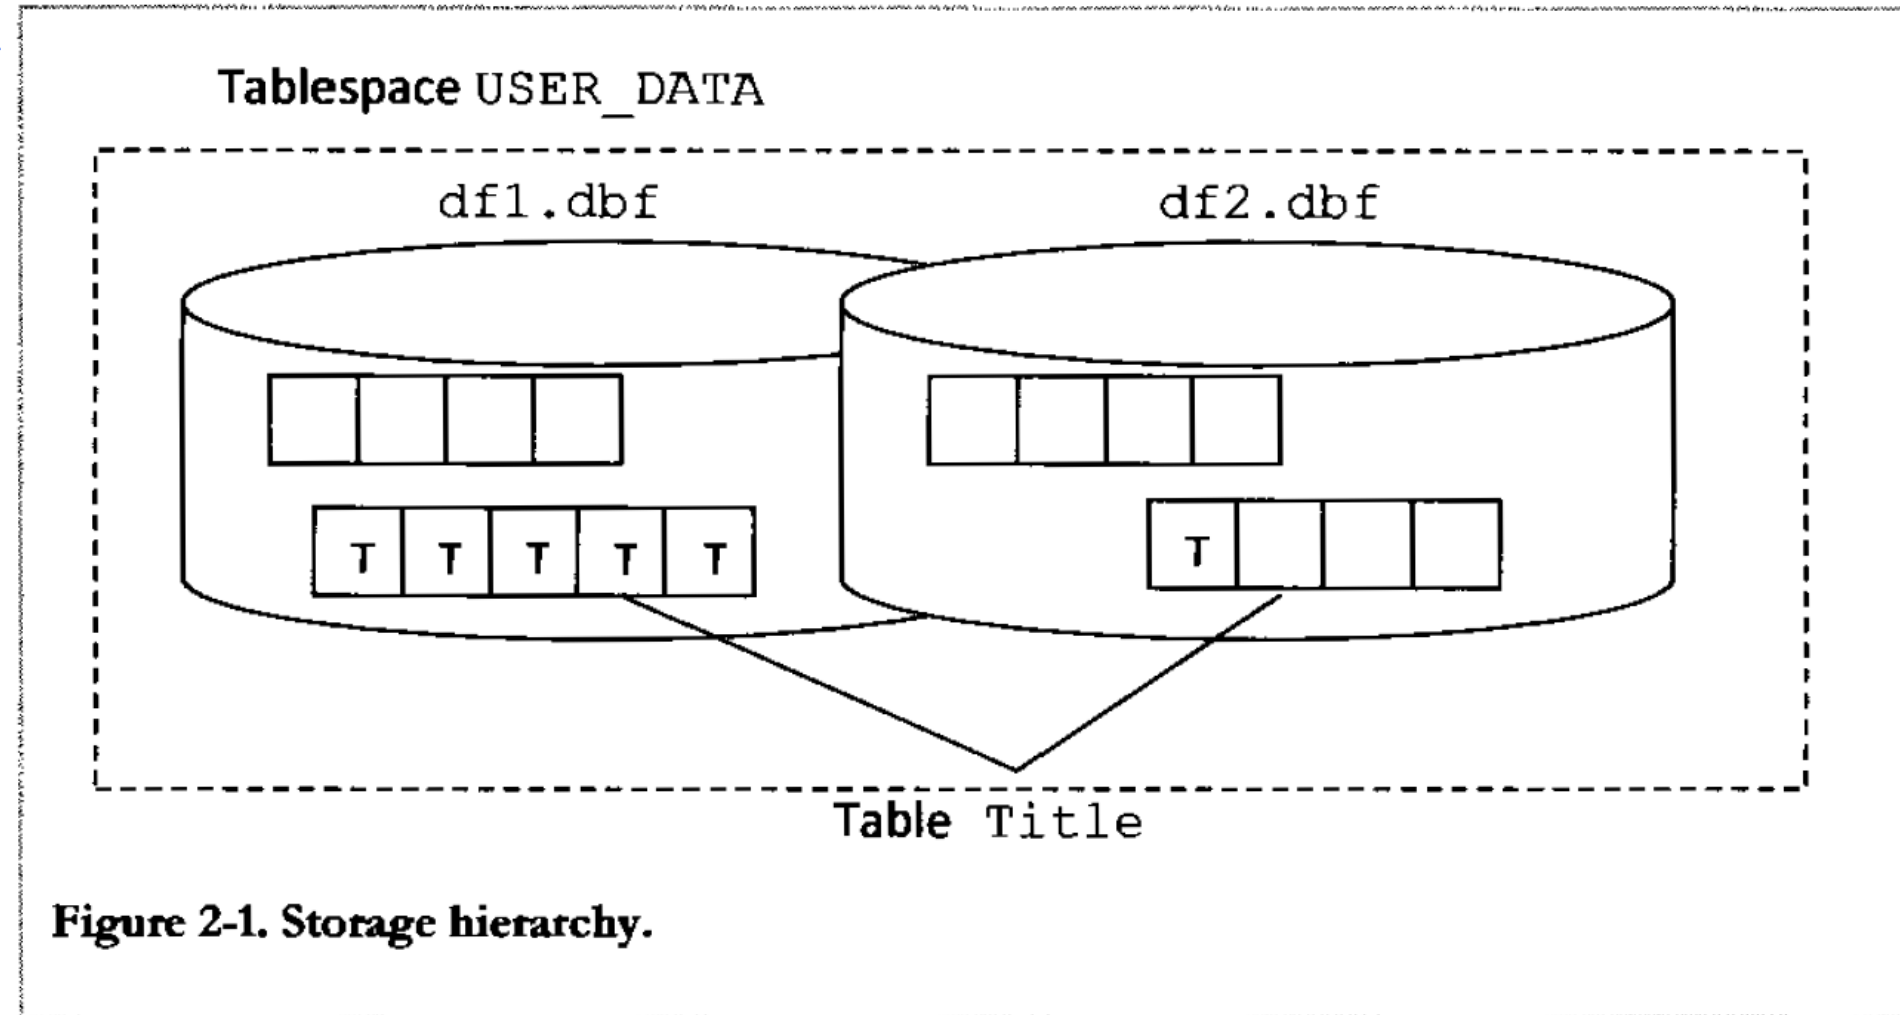 Tablespace USER_DATA
df1.dbf df2.dbf
T T T T T T
Table Title
Figure 2-1. Storage hierarchy.